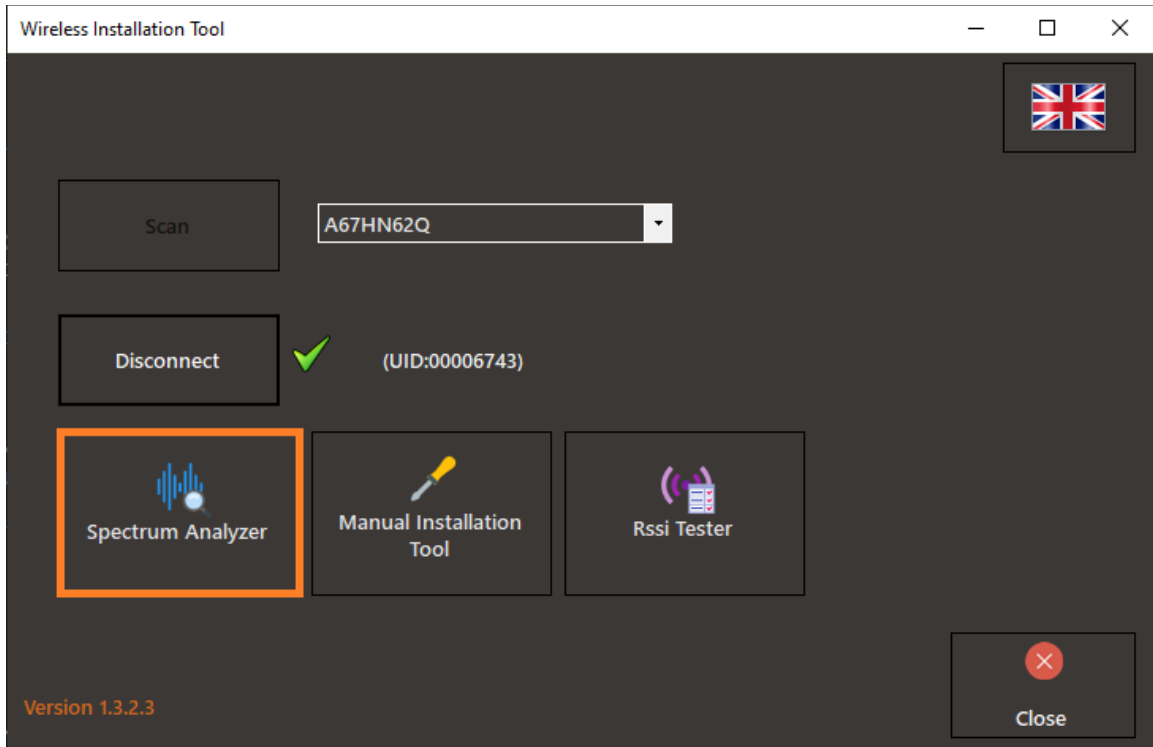 Wireless Installation Tool
Scan
A67HN62Q
Disconnect
(UID:00006743)
Spectrum Analyzer
Manual Installation
Tool
Rssi Tester
Version 1.3.2.3
Close